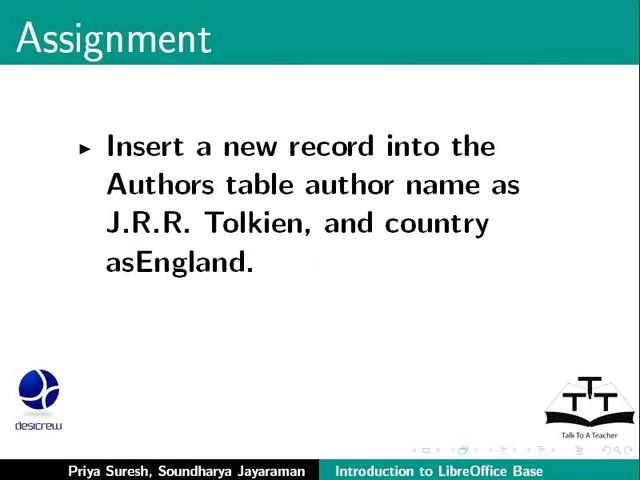 Assignment
Insert a new record into the
Authors table author name as
J.R.R. Tolkien, and country
asEngland.
desicrew
T T T
Talk To A Teacher
Priya Suresh, Soundharya Jayaraman Introduction to LibreOffice Base